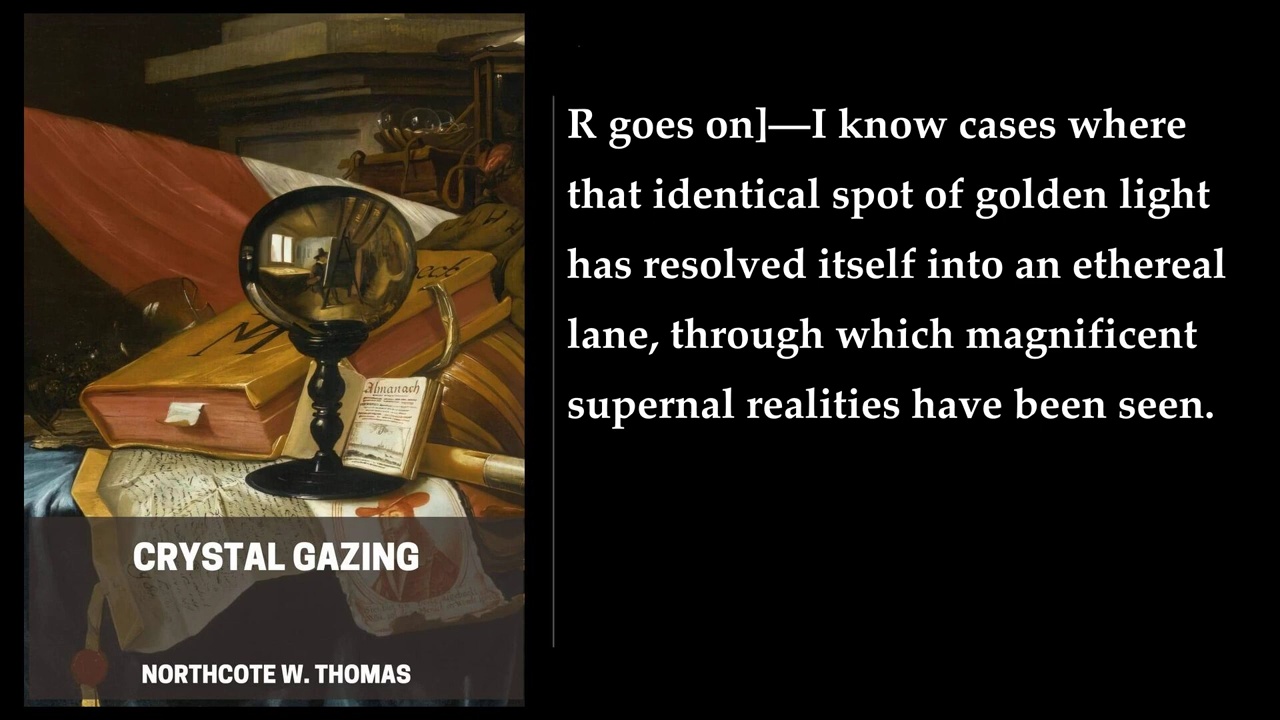 Almanach
M
CRYSTAL GAZING
NORTHCOTE W. THOMAS
R goes on]—I know cases where
that identical spot of golden light
has resolved itself into an ethereal
lane, through which magnificent
supernal realities have been seen.